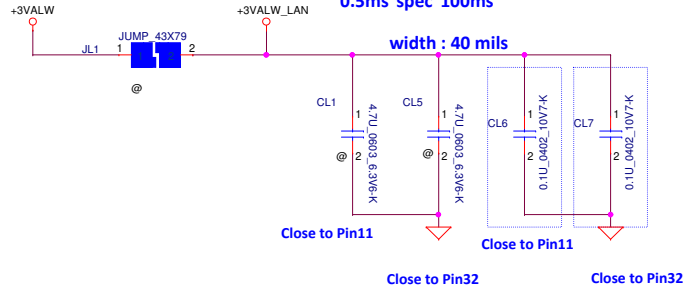 0.5ms spec 100ms
+3VALW
+3VALW_LAN
width : 40 mils
JUMP_43X79
JL1
1
2
1
2
@
CL1
1
2
@
4.7U_0603_6.3V6-K
CL5
1
2
@
4.7U_0603_6.3V6-K
CL6
1
2
0.1U_0402_10V7-K
CL7
1
2
0.1U_0402_10V7-K
Close to Pin11
Close to Pin11
Close to Pin32
Close to Pin32